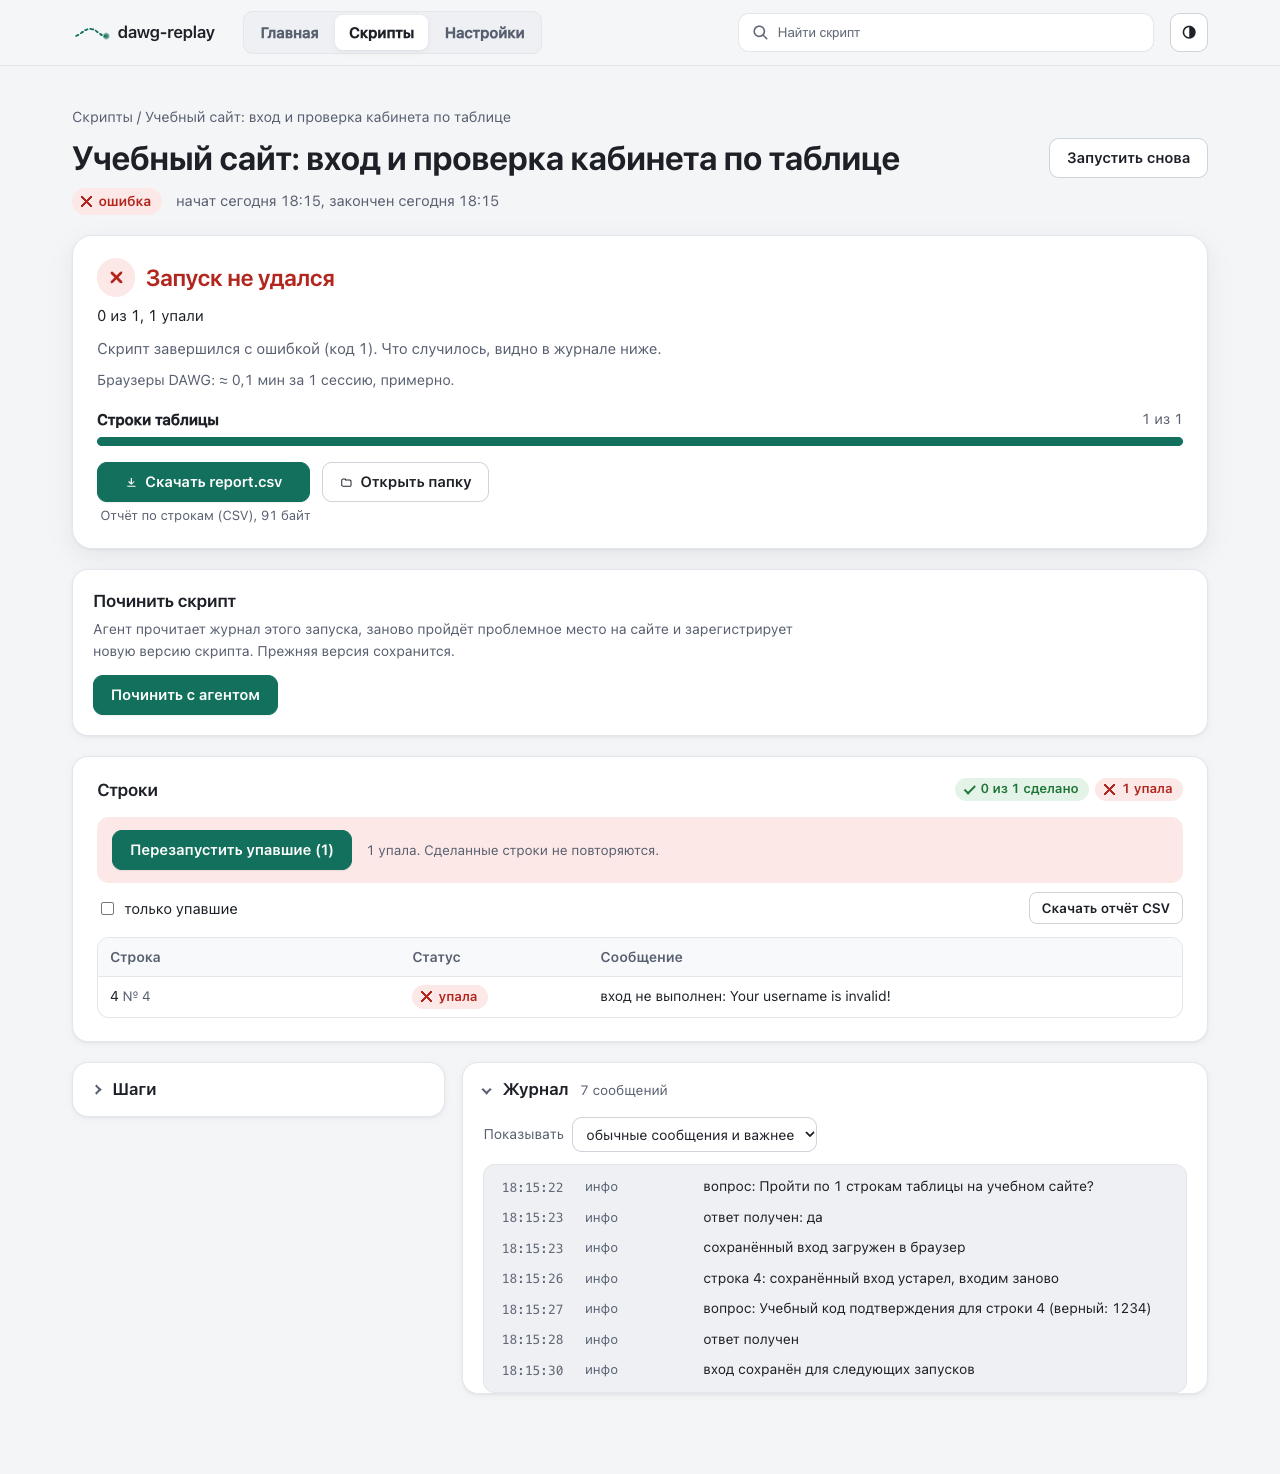 dawg-replay
Главная
Скрипты
Настройки
Найти скрипт
Скрипты / Учебный сайт: вход и проверка кабинета по таблице
Учебный сайт: вход и проверка кабинета по таблице
Запустить снова
ошибка
начат сегодня 18:15, закончен сегодня 18:15
Запуск не удался
0 из 1, 1 упали
Скрипт завершился с ошибкой (код 1). Что случилось, видно в журнале ниже.
Браузеры DAWG: ≈ 0,1 мин за 1 сессию, примерно.
Строки таблицы
1 из 1
Скачать report.csv
Открыть папку
Отчёт по строкам (CSV), 91 байт
Починить скрипт
Агент прочитает журнал этого запуска, заново пройдёт проблемное место на сайте и зарегистрирует
новую версию скрипта. Прежняя версия сохранится.
Починить с агентом
Строки
0 из 1 сделано
1 упала
Перезапустить упавшие (1)
1 упала. Сделанные строки не повторяются.
только упавшие
Скачать отчёт CSV
Строка Статус Сообщение
4 № 4 упала вход не выполнен: Your username is invalid!
Шаги
Журнал 7 сообщений
Показывать обычные сообщения и важнее
18:15:22 инфо вопрос: Пройти по 1 строкам таблицы на учебном сайте?
18:15:23 инфо ответ получен: да
18:15:23 инфо сохранённый вход загружен в браузер
18:15:26 инфо строка 4: сохранённый вход устарел, входим заново
18:15:27 инфо вопрос: Учебный код подтверждения для строки 4 (верный: 1234)
18:15:28 инфо ответ получен
18:15:30 инфо вход сохранён для следующих запусков